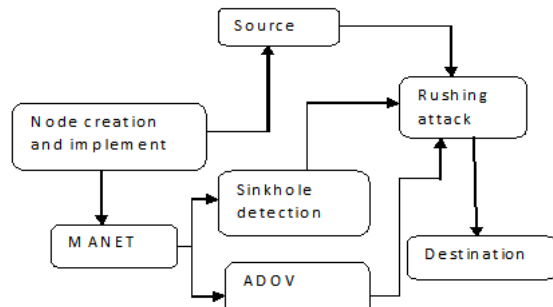 Source
Rushing
attack
Node creation
and implement
Sinkhole
detection
MANET
Destination
ADOV